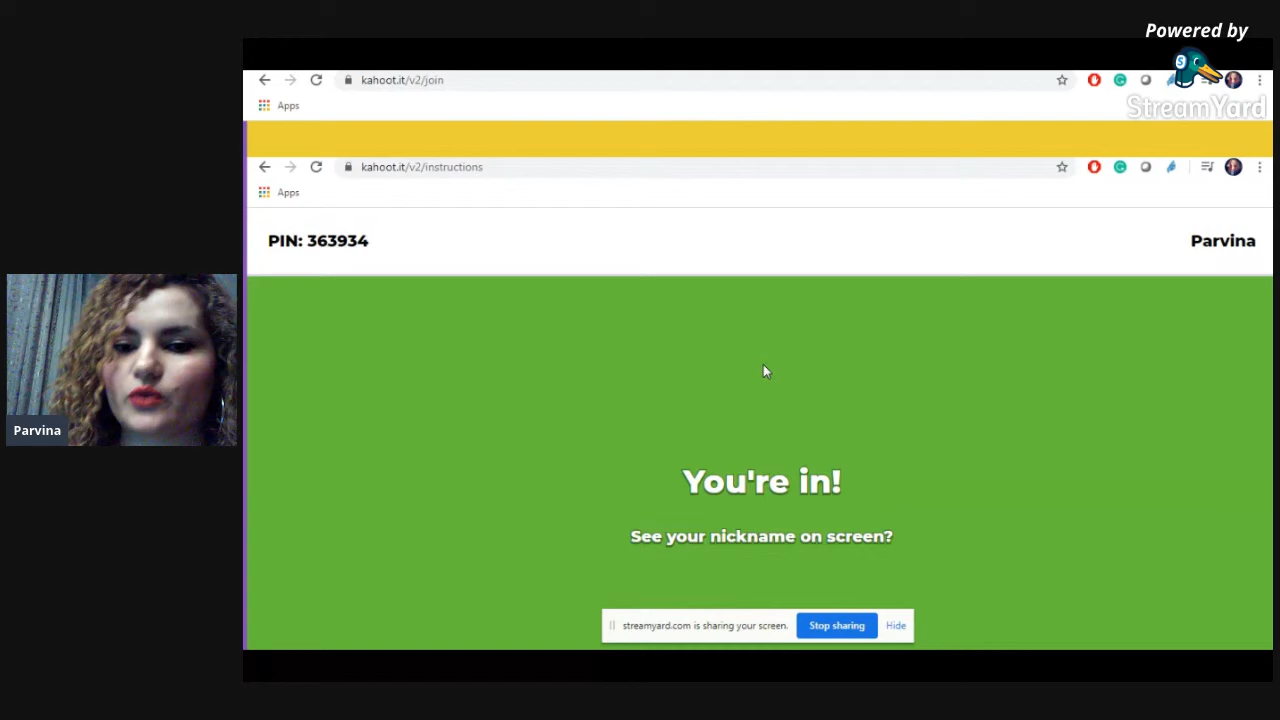 Powered by
StreamYard
kahoot.it/v2/join
Apps
kahoot.it/v2/instructions
Apps
PIN: 363934
Parvina
Parvina
You're in!
See your nickname on screen?
streamyard.com is sharing your screen.
Stop sharing
Hide